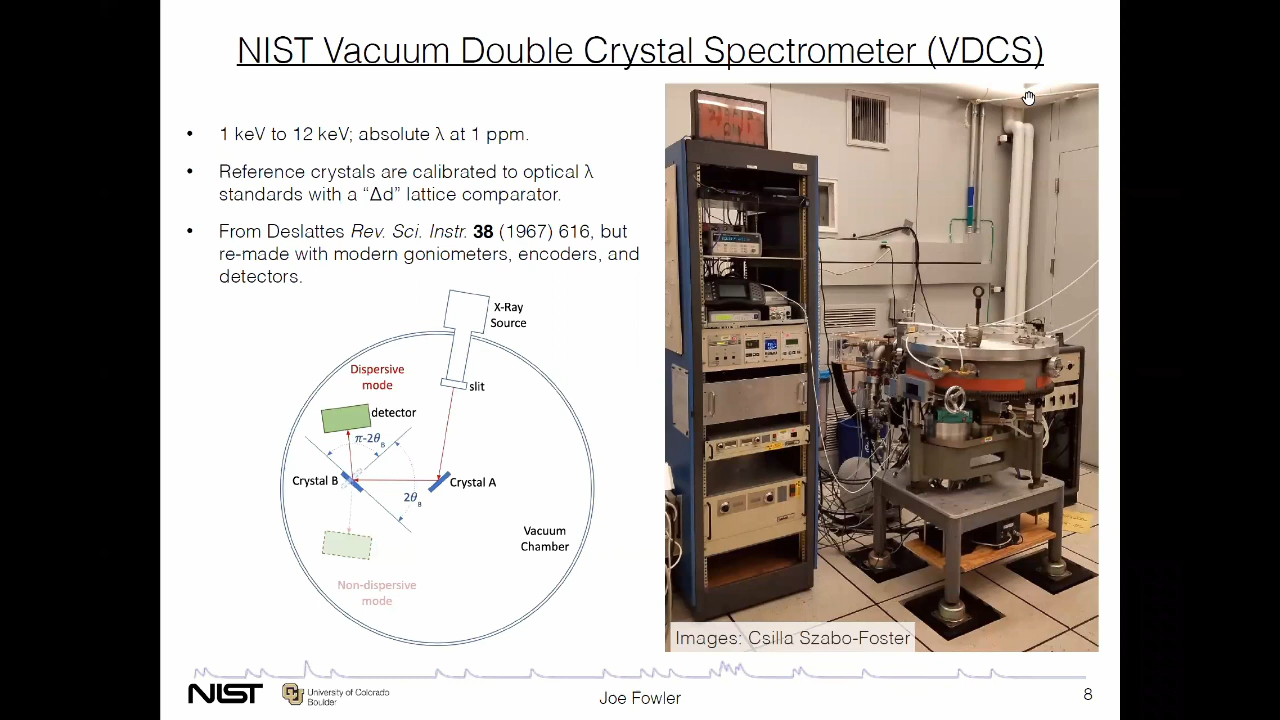 NIST Vacuum Double Crystal Spectrometer (VDCS)
• 1 keV to 12 keV; absolute λ at 1 ppm.
• Reference crystals are calibrated to optical λ
standards with a “Δd” lattice comparator.
• From Deslattes Rev. Sci. Instr. 38 (1967) 616, but
re-made with modern goniometers, encoders, and
detectors.
X-Ray
Source
Dispersive
mode
slit
detector
π-2θB
Crystal B
Crystal A
2θB
Vacuum
Chamber
Non-dispersive
mode
Images: Csilla Szabo-Foster
NIST
CU
University of Colorado
Boulder
Joe Fowler
8